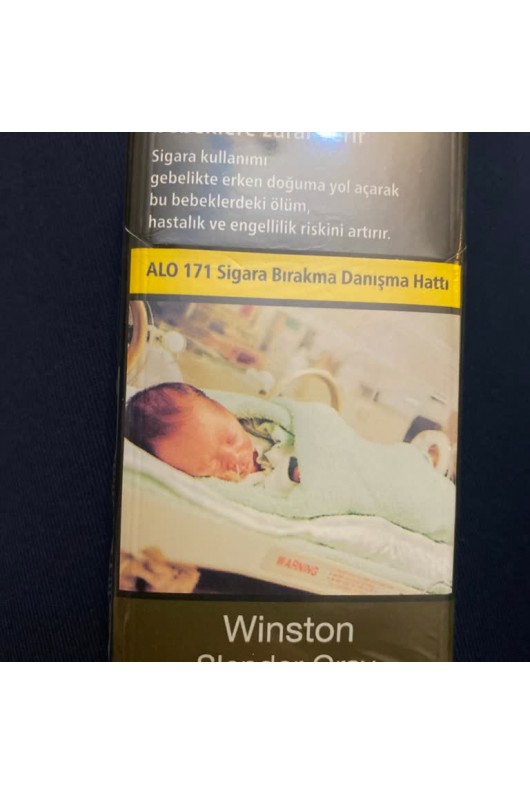 Sigara kullanımı
gebelikte erken doğuma yol açarak
bu bebeklerdeki ölüm,
hastalık ve engellilik riskini artırır.
ALO 171 Sigara Bırakma Danışma Hattı
WARNING
Winston